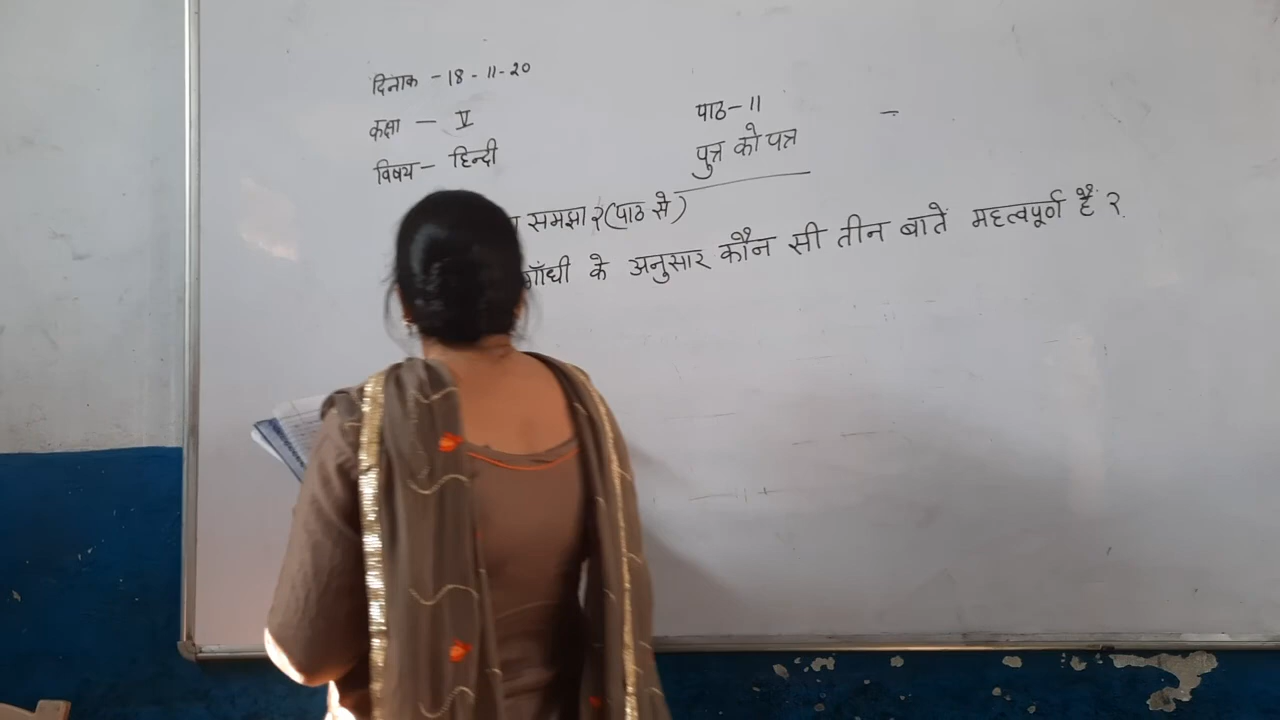 दिनाक - 18 - 11 - 20
कक्षा - V
विषय - हिन्दी
पाठ - 11
पुत्र को पत्र
समझा ? (पाठ से)
गाँधी के अनुसार कौन सी तीन बातें महत्वपूर्ण हैं ?